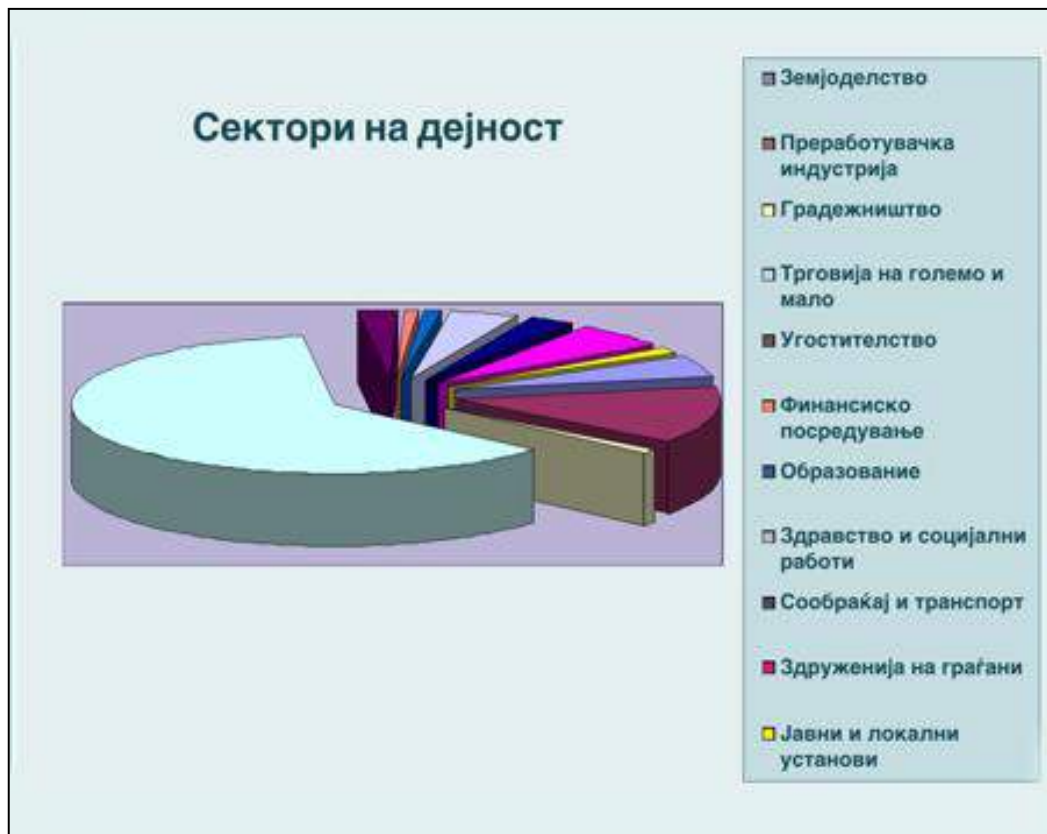 Сектори на дејност
Земјоделство
Преработувачка
индустрија
Градежништво
Трговија на големо и
мало
Угостителство
Финансиско
посредување
Образование
Здравство и социјални
работи
Сообраќај и транспорт
Здруженија на граѓани
Јавни и локални
установи